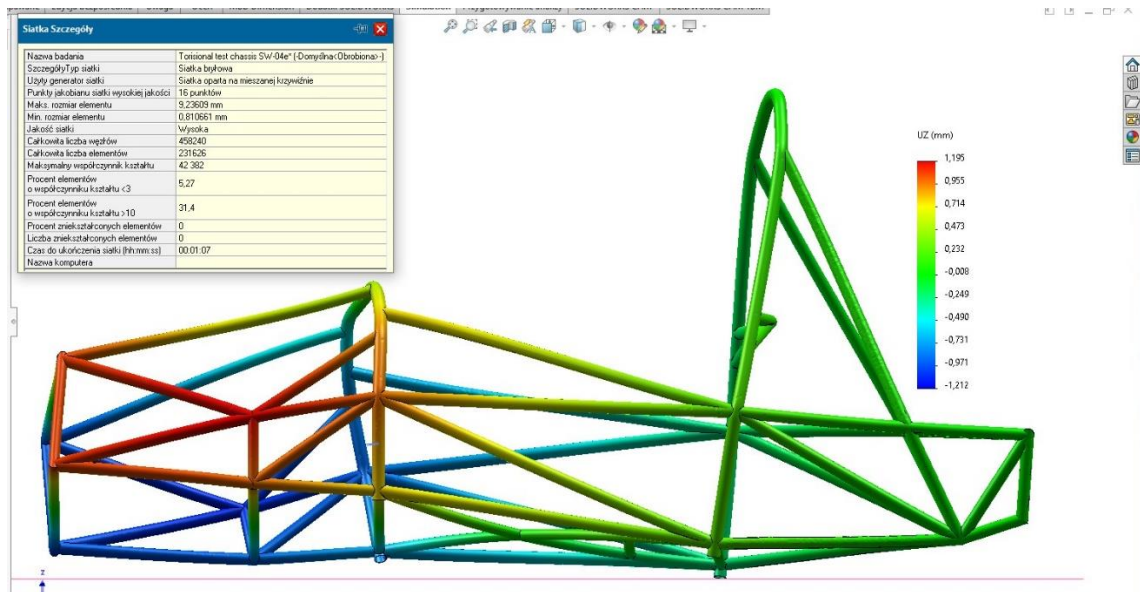 Siatka Szczegóły
Nazwa badania Torisional test chassis SW-04e* (-Domyślna<Obrobiona>-)
SzczegółyTyp siatki Siatka bryłowa
Użyty generator siatki Siatka oparta na mieszanej krzywiźnie
Punkty jakobianu siatki wysokiej jakości 16 punktów
Maks. rozmiar elementu 9,23609 mm
Min. rozmiar elementu 0,810661 mm
Jakość siatki Wysoka
Całkowita liczba węzłów 458240
Całkowita liczba elementów 231626
Maksymalny współczynnik kształtu 42 382
Procent elementów
o współczynniku kształtu <3 5,27
Procent elementów
o współczynniku kształtu >10 31,4
Procent zniekształconych elementów 0
Liczba zniekształconych elementów 0
Czas do ukończenia siatki (hh:mm:ss) 00:01:07
Nazwa komputera
UZ (mm)
1,195
0,955
0,714
0,473
0,232
-0,008
-0,249
-0,490
-0,731
-0,971
-1,212
z